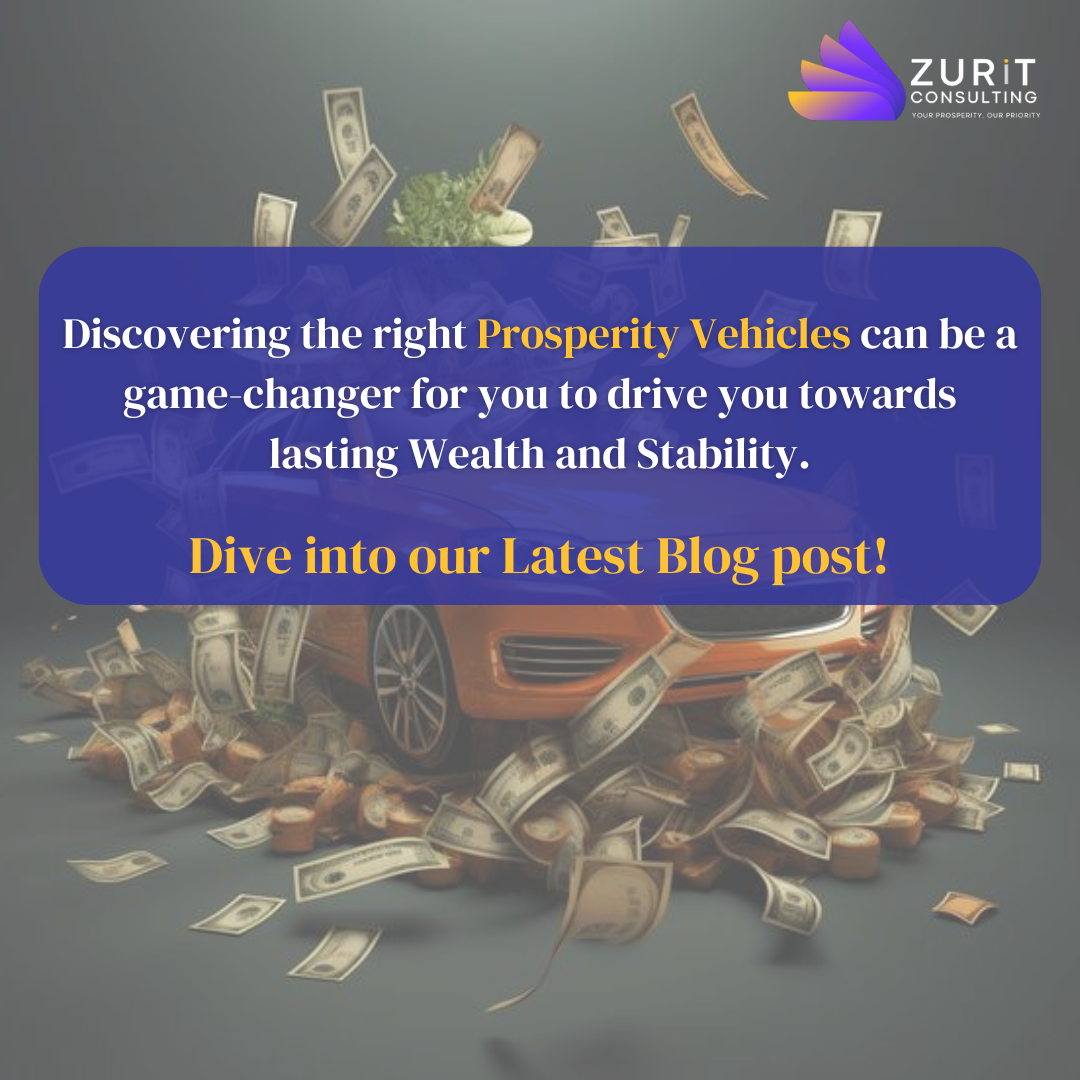 ZURiT
CONSULTING
YOUR PROSPERITY. OUR PRIORITY
Discovering the right Prosperity Vehicles can be a
game-changer for you to drive you towards
lasting Wealth and Stability.
Dive into our Latest Blog post!